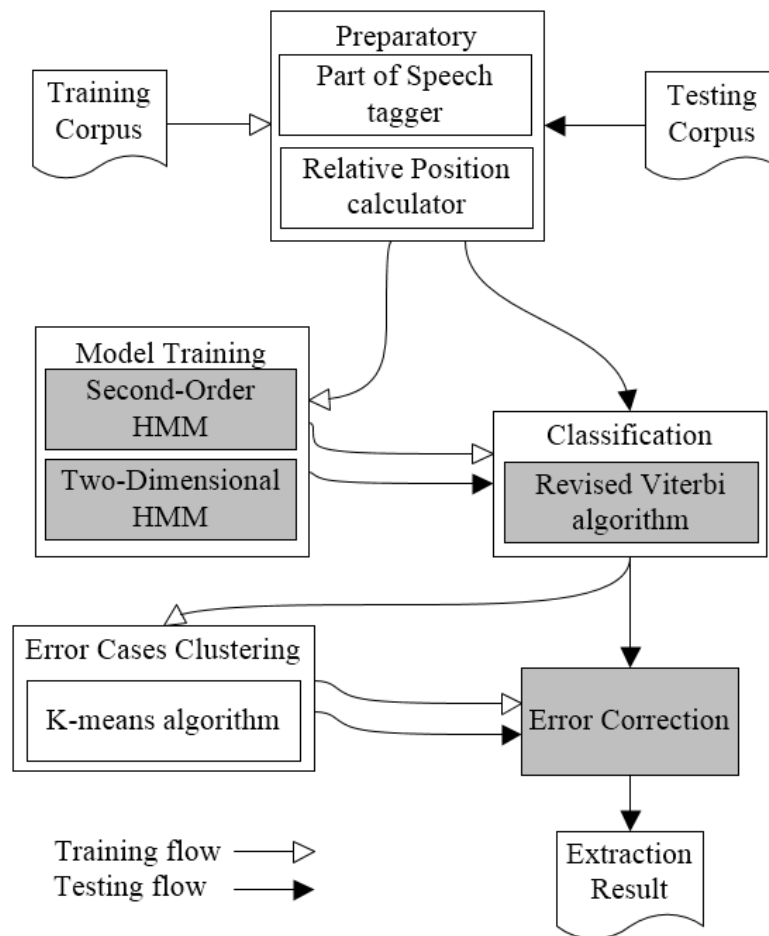 Preparatory
Part of Speech
tagger
Relative Position
calculator
Training
Corpus
Testing
Corpus
Model Training
Second-Order
HMM
Two-Dimensional
HMM
Classification
Revised Viterbi
algorithm
Error Cases Clustering
K-means algorithm
Error Correction
Training flow
Testing flow
Extraction
Result